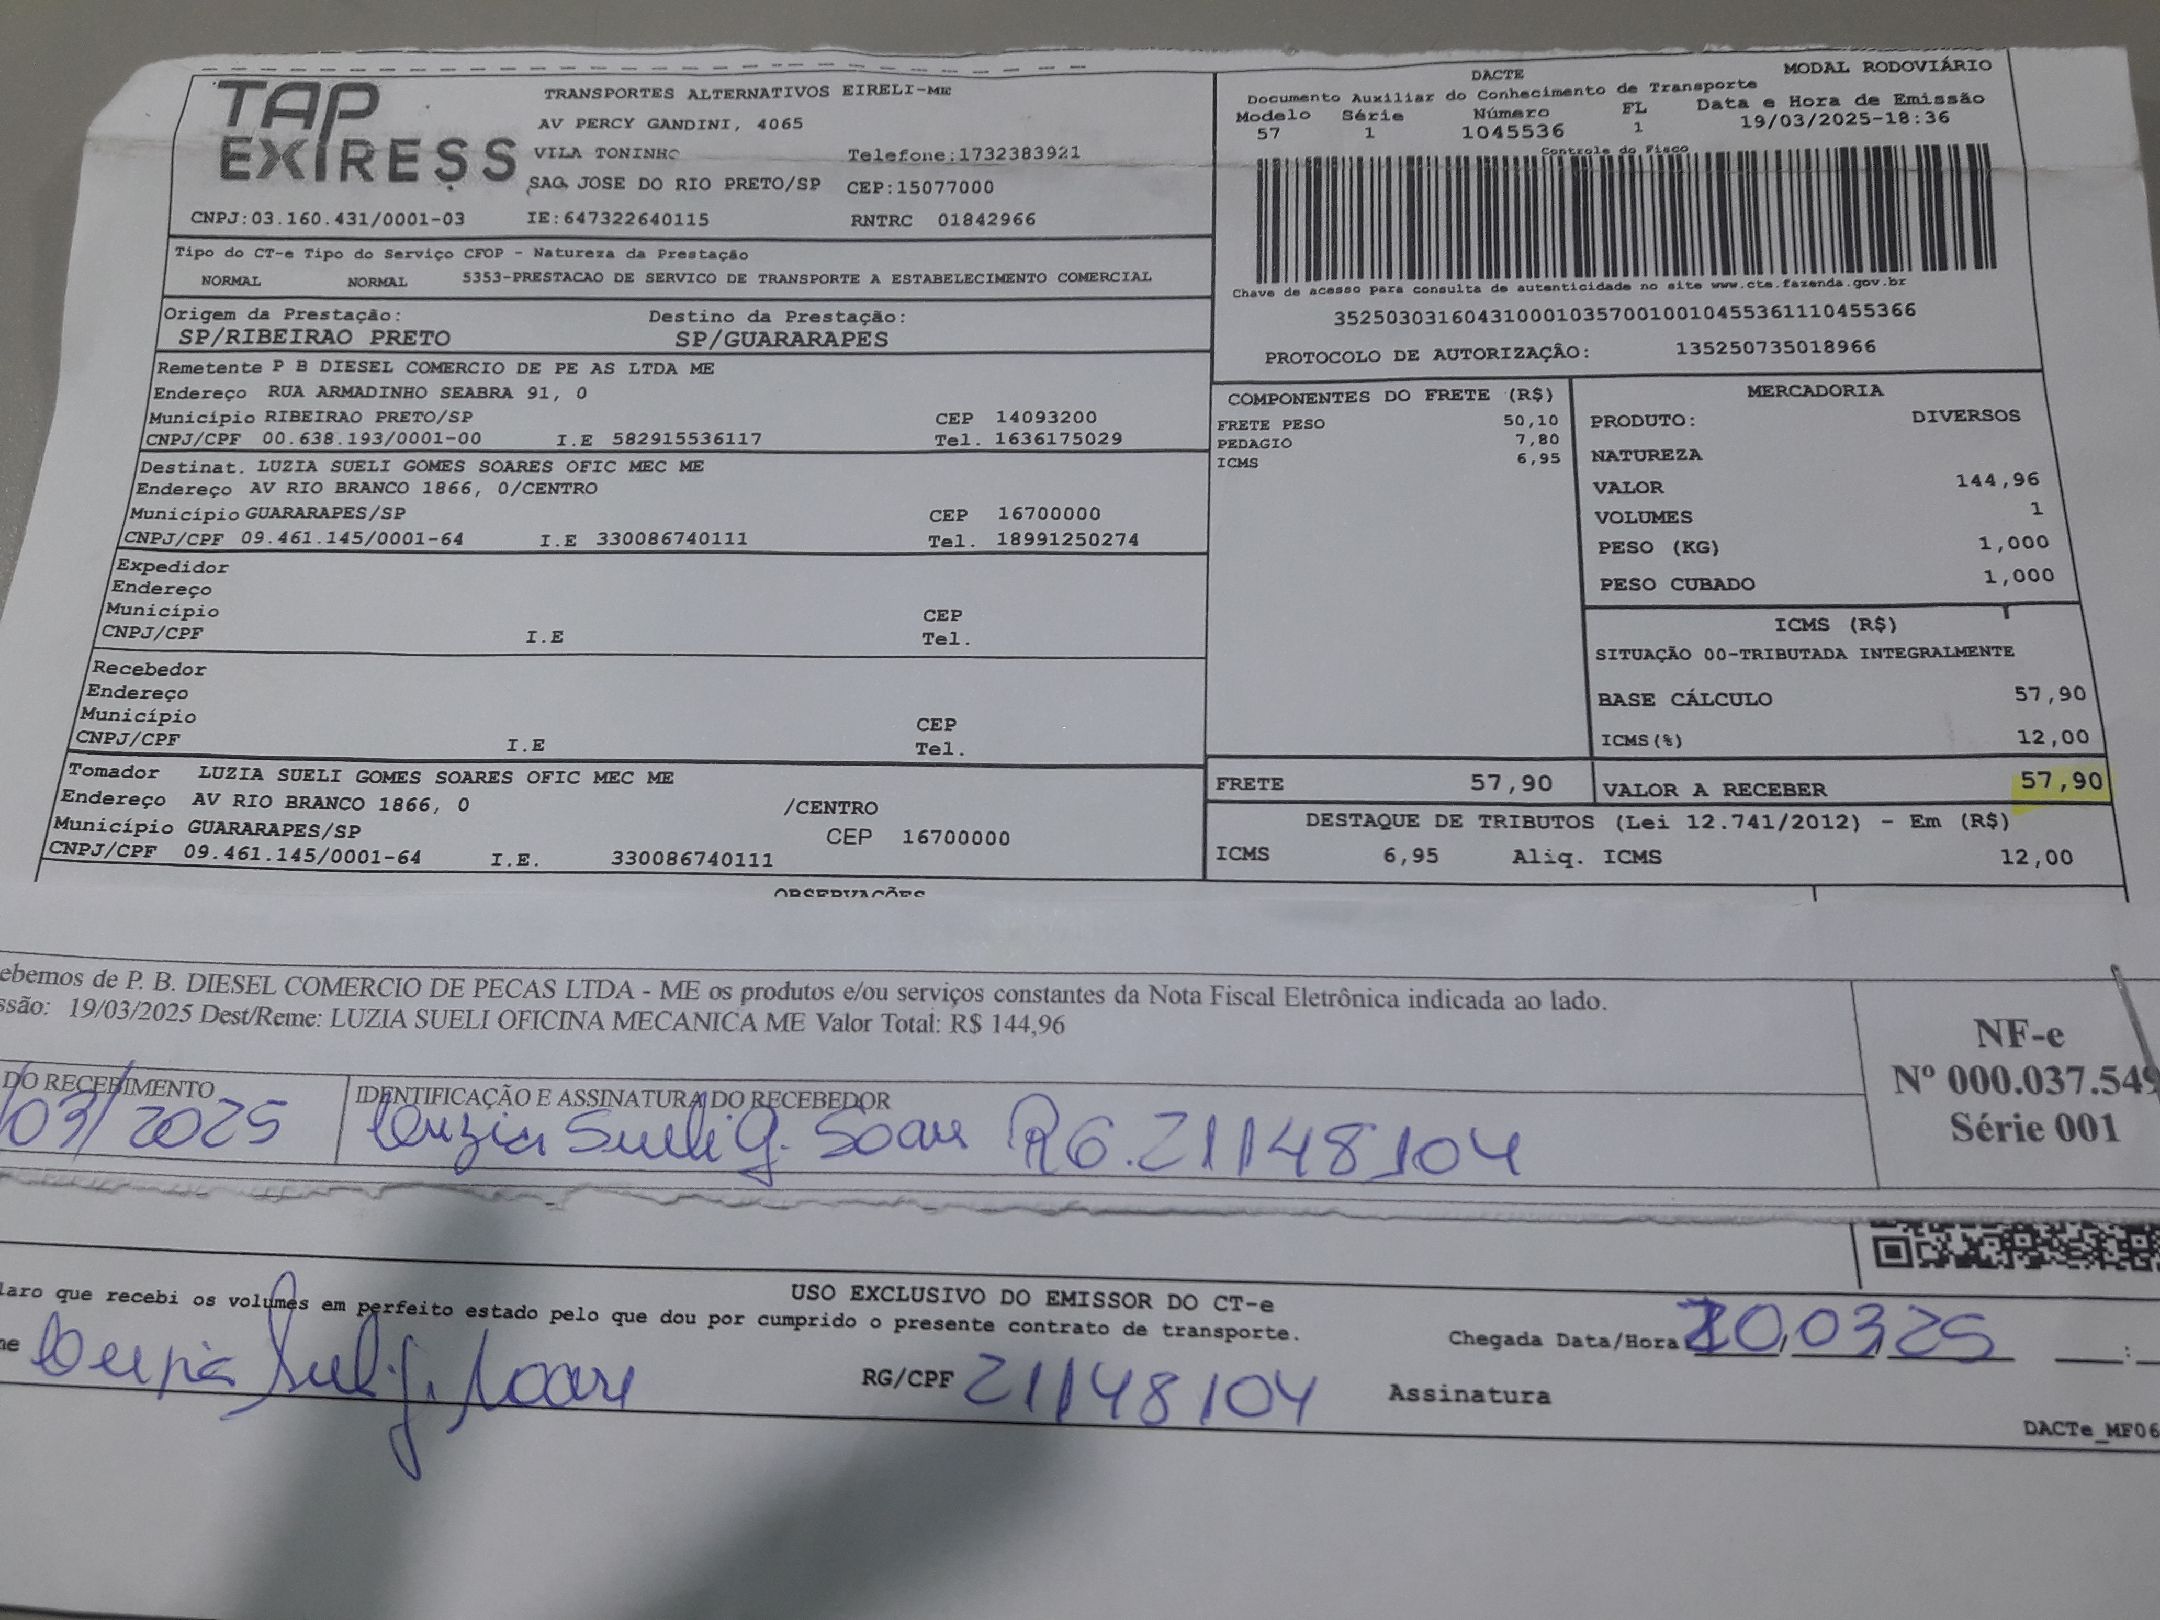 TAP EXPRESS
TRANSPORTES ALTERNATIVOS EIRELI-ME
AV PERCY GANDINI, 4065
VILA TONINHO Telefone:1732383921
SAO JOSE DO RIO PRETO/SP CEP:15077000
CNPJ:03.160.431/0001-03 IE:647322640115 RNTRC 01842966
DACTE MODAL RODOVIÁRIO
Documento Auxiliar do Conhecimento de Transporte
Modelo Série Número FL Data e Hora de Emissão
57 1 1045536 1 19/03/2025-18:36
Controle do Fisco
Chave de acesso para consulta de autenticidade no site www.cte.fazenda.gov.br
35250303160431000103570010010455361110455366
PROTOCOLO DE AUTORIZAÇÃO: 135250735018966
Tipo do CT-e Tipo do Serviço CFOP - Natureza da Prestação
NORMAL NORMAL 5353-PRESTACAO DE SERVICO DE TRANSPORTE A ESTABELECIMENTO COMERCIAL
Origem da Prestação: Destino da Prestação:
SP/RIBEIRAO PRETO SP/GUARARAPES
Remetente P B DIESEL COMERCIO DE PE AS LTDA ME
Endereço RUA ARMADINHO SEABRA 91, 0
Município RIBEIRAO PRETO/SP CEP 14093200
CNPJ/CPF 00.638.193/0001-00 I.E 582915536117 Tel. 1636175029
Destinat. LUZIA SUELI GOMES SOARES OFIC MEC ME
Endereço AV RIO BRANCO 1866, 0/CENTRO
Município GUARARAPES/SP CEP 16700000
CNPJ/CPF 09.461.145/0001-64 I.E 330086740111 Tel. 18991250274
Expedidor
Endereço
Município CEP
CNPJ/CPF I.E Tel.
Recebedor
Endereço
Município CEP
CNPJ/CPF I.E Tel.
Tomador LUZIA SUELI GOMES SOARES OFIC MEC ME
Endereço AV RIO BRANCO 1866, 0 /CENTRO
Município GUARARAPES/SP CEP 16700000
CNPJ/CPF 09.461.145/0001-64 I.E. 330086740111
COMPONENTES DO FRETE (R$)
FRETE PESO 50,10
PEDAGIO 7,80
ICMS 6,95
MERCADORIA
PRODUTO: DIVERSOS
NATUREZA
VALOR 144,96
VOLUMES 1
PESO (KG) 1,000
PESO CUBADO 1,000
ICMS (R$)
SITUAÇÃO 00-TRIBUTADA INTEGRALMENTE
BASE CÁLCULO 57,90
ICMS(%) 12,00
FRETE 57,90 VALOR A RECEBER 57,90
DESTAQUE DE TRIBUTOS (Lei 12.741/2012) - Em (R$)
ICMS 6,95 Aliq. ICMS 12,00
OBSERVAÇÕES
ebemos de P. B. DIESEL COMERCIO DE PECAS LTDA - ME os produtos e/ou serviços constantes da Nota Fiscal Eletrônica indicada ao lado.
ssão: 19/03/2025 Dest/Reme: LUZIA SUELI OFICINA MECANICA ME Valor Total: R$ 144,96
NF-e
Nº 000.037.549
Série 001
DO RECEBIMENTO IDENTIFICAÇÃO E ASSINATURA DO RECEBEDOR
/03/2025 Luzia Sueli G. Soares RG.21148104
USO EXCLUSIVO DO EMISSOR DO CT-e
laro que recebi os volumes em perfeito estado pelo que dou por cumprido o presente contrato de transporte.
Chegada Data/Hora 20,03,25 :
me Luzia Sueli G. Soares RG/CPF 21148104 Assinatura
DACTe_MF06